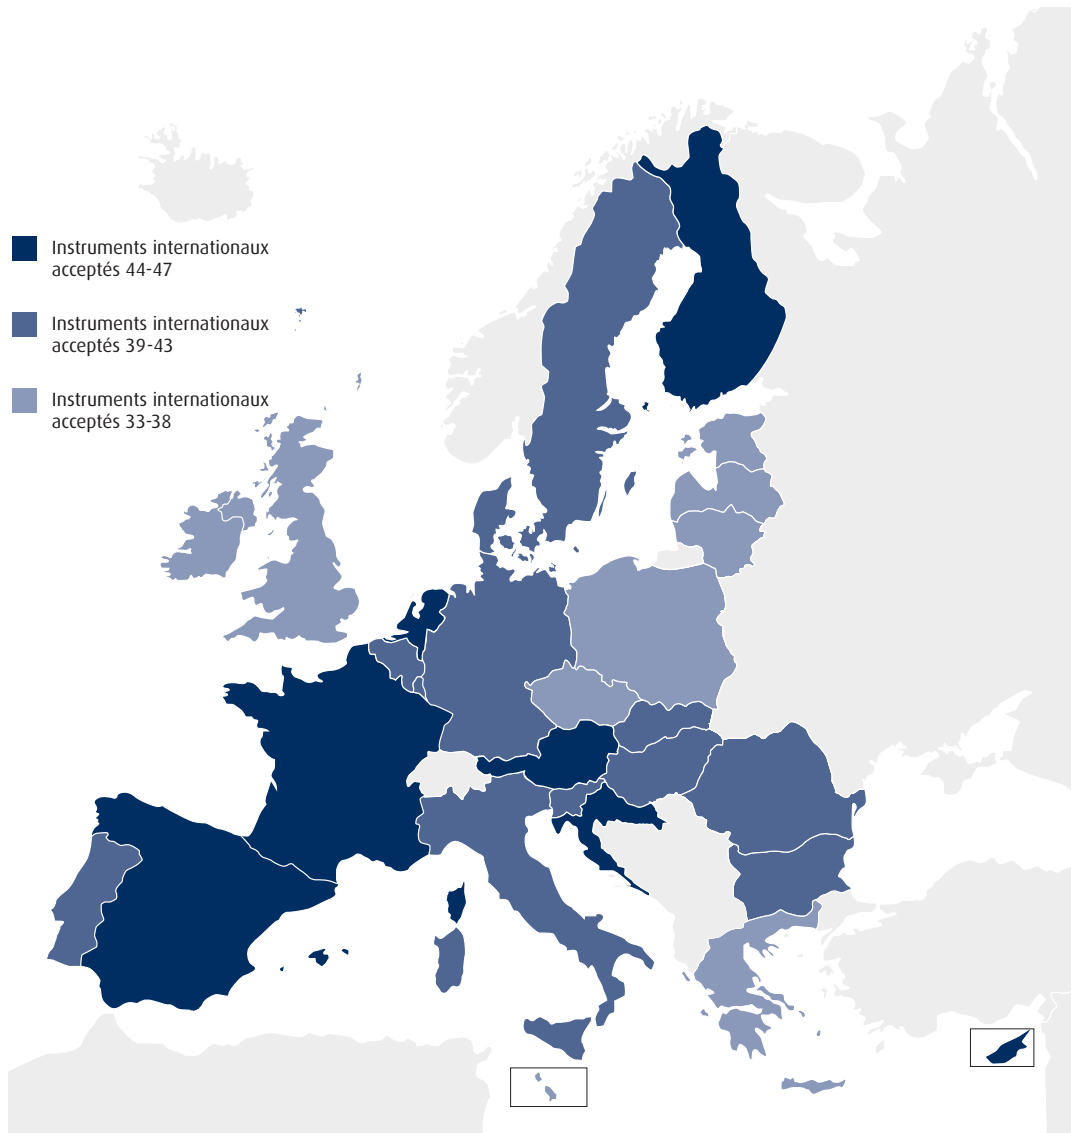 Instruments internationaux
acceptés 44-47
Instruments internationaux
acceptés 39-43
Instruments internationaux
acceptés 33-38